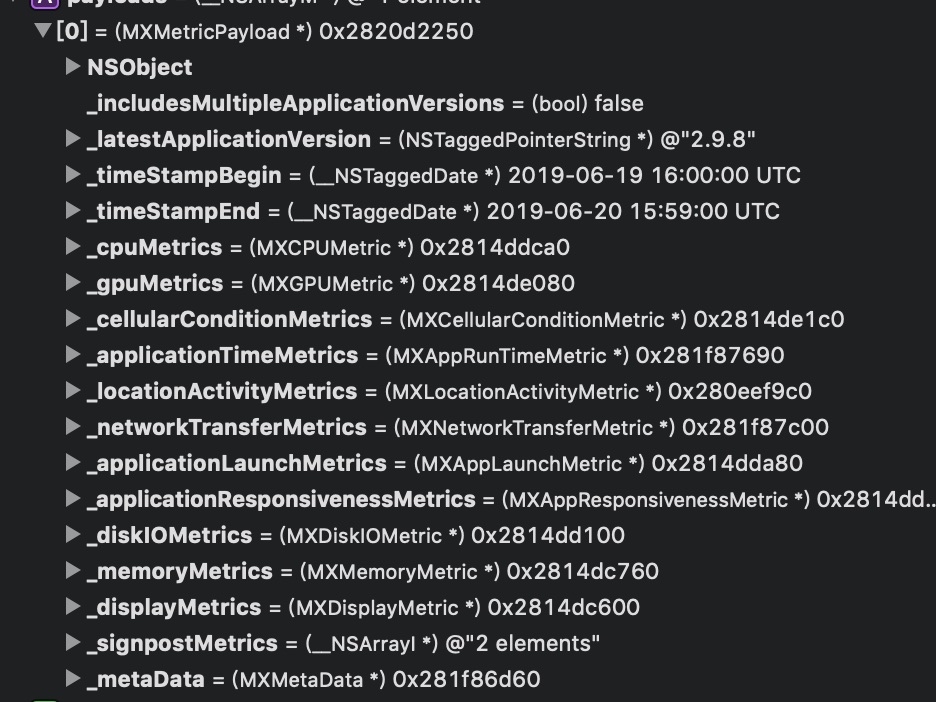 payloads = (__NSArrayM *) @"1 element"
[0] = (MXMetricPayload *) 0x2820d2250
NSObject
_includesMultipleApplicationVersions = (bool) false
_latestApplicationVersion = (NSTaggedPointerString *) @"2.9.8"
_timeStampBegin = (__NSTaggedDate *) 2019-06-19 16:00:00 UTC
_timeStampEnd = (__NSTaggedDate *) 2019-06-20 15:59:00 UTC
_cpuMetrics = (MXCPUMetric *) 0x2814ddca0
_gpuMetrics = (MXGPUMetric *) 0x2814de080
_cellularConditionMetrics = (MXCellularConditionMetric *) 0x2814de1c0
_applicationTimeMetrics = (MXAppRunTimeMetric *) 0x281f87690
_locationActivityMetrics = (MXLocationActivityMetric *) 0x280eef9c0
_networkTransferMetrics = (MXNetworkTransferMetric *) 0x281f87c00
_applicationLaunchMetrics = (MXAppLaunchMetric *) 0x2814dda80
_applicationResponsivenessMetrics = (MXAppResponsivenessMetric *) 0x2814dd...
_diskIOMetrics = (MXDiskIOMetric *) 0x2814dd100
_memoryMetrics = (MXMemoryMetric *) 0x2814dc760
_displayMetrics = (MXDisplayMetric *) 0x2814dc600
_signpostMetrics = (__NSArrayI *) @"2 elements"
_metaData = (MXMetaData *) 0x281f86d60